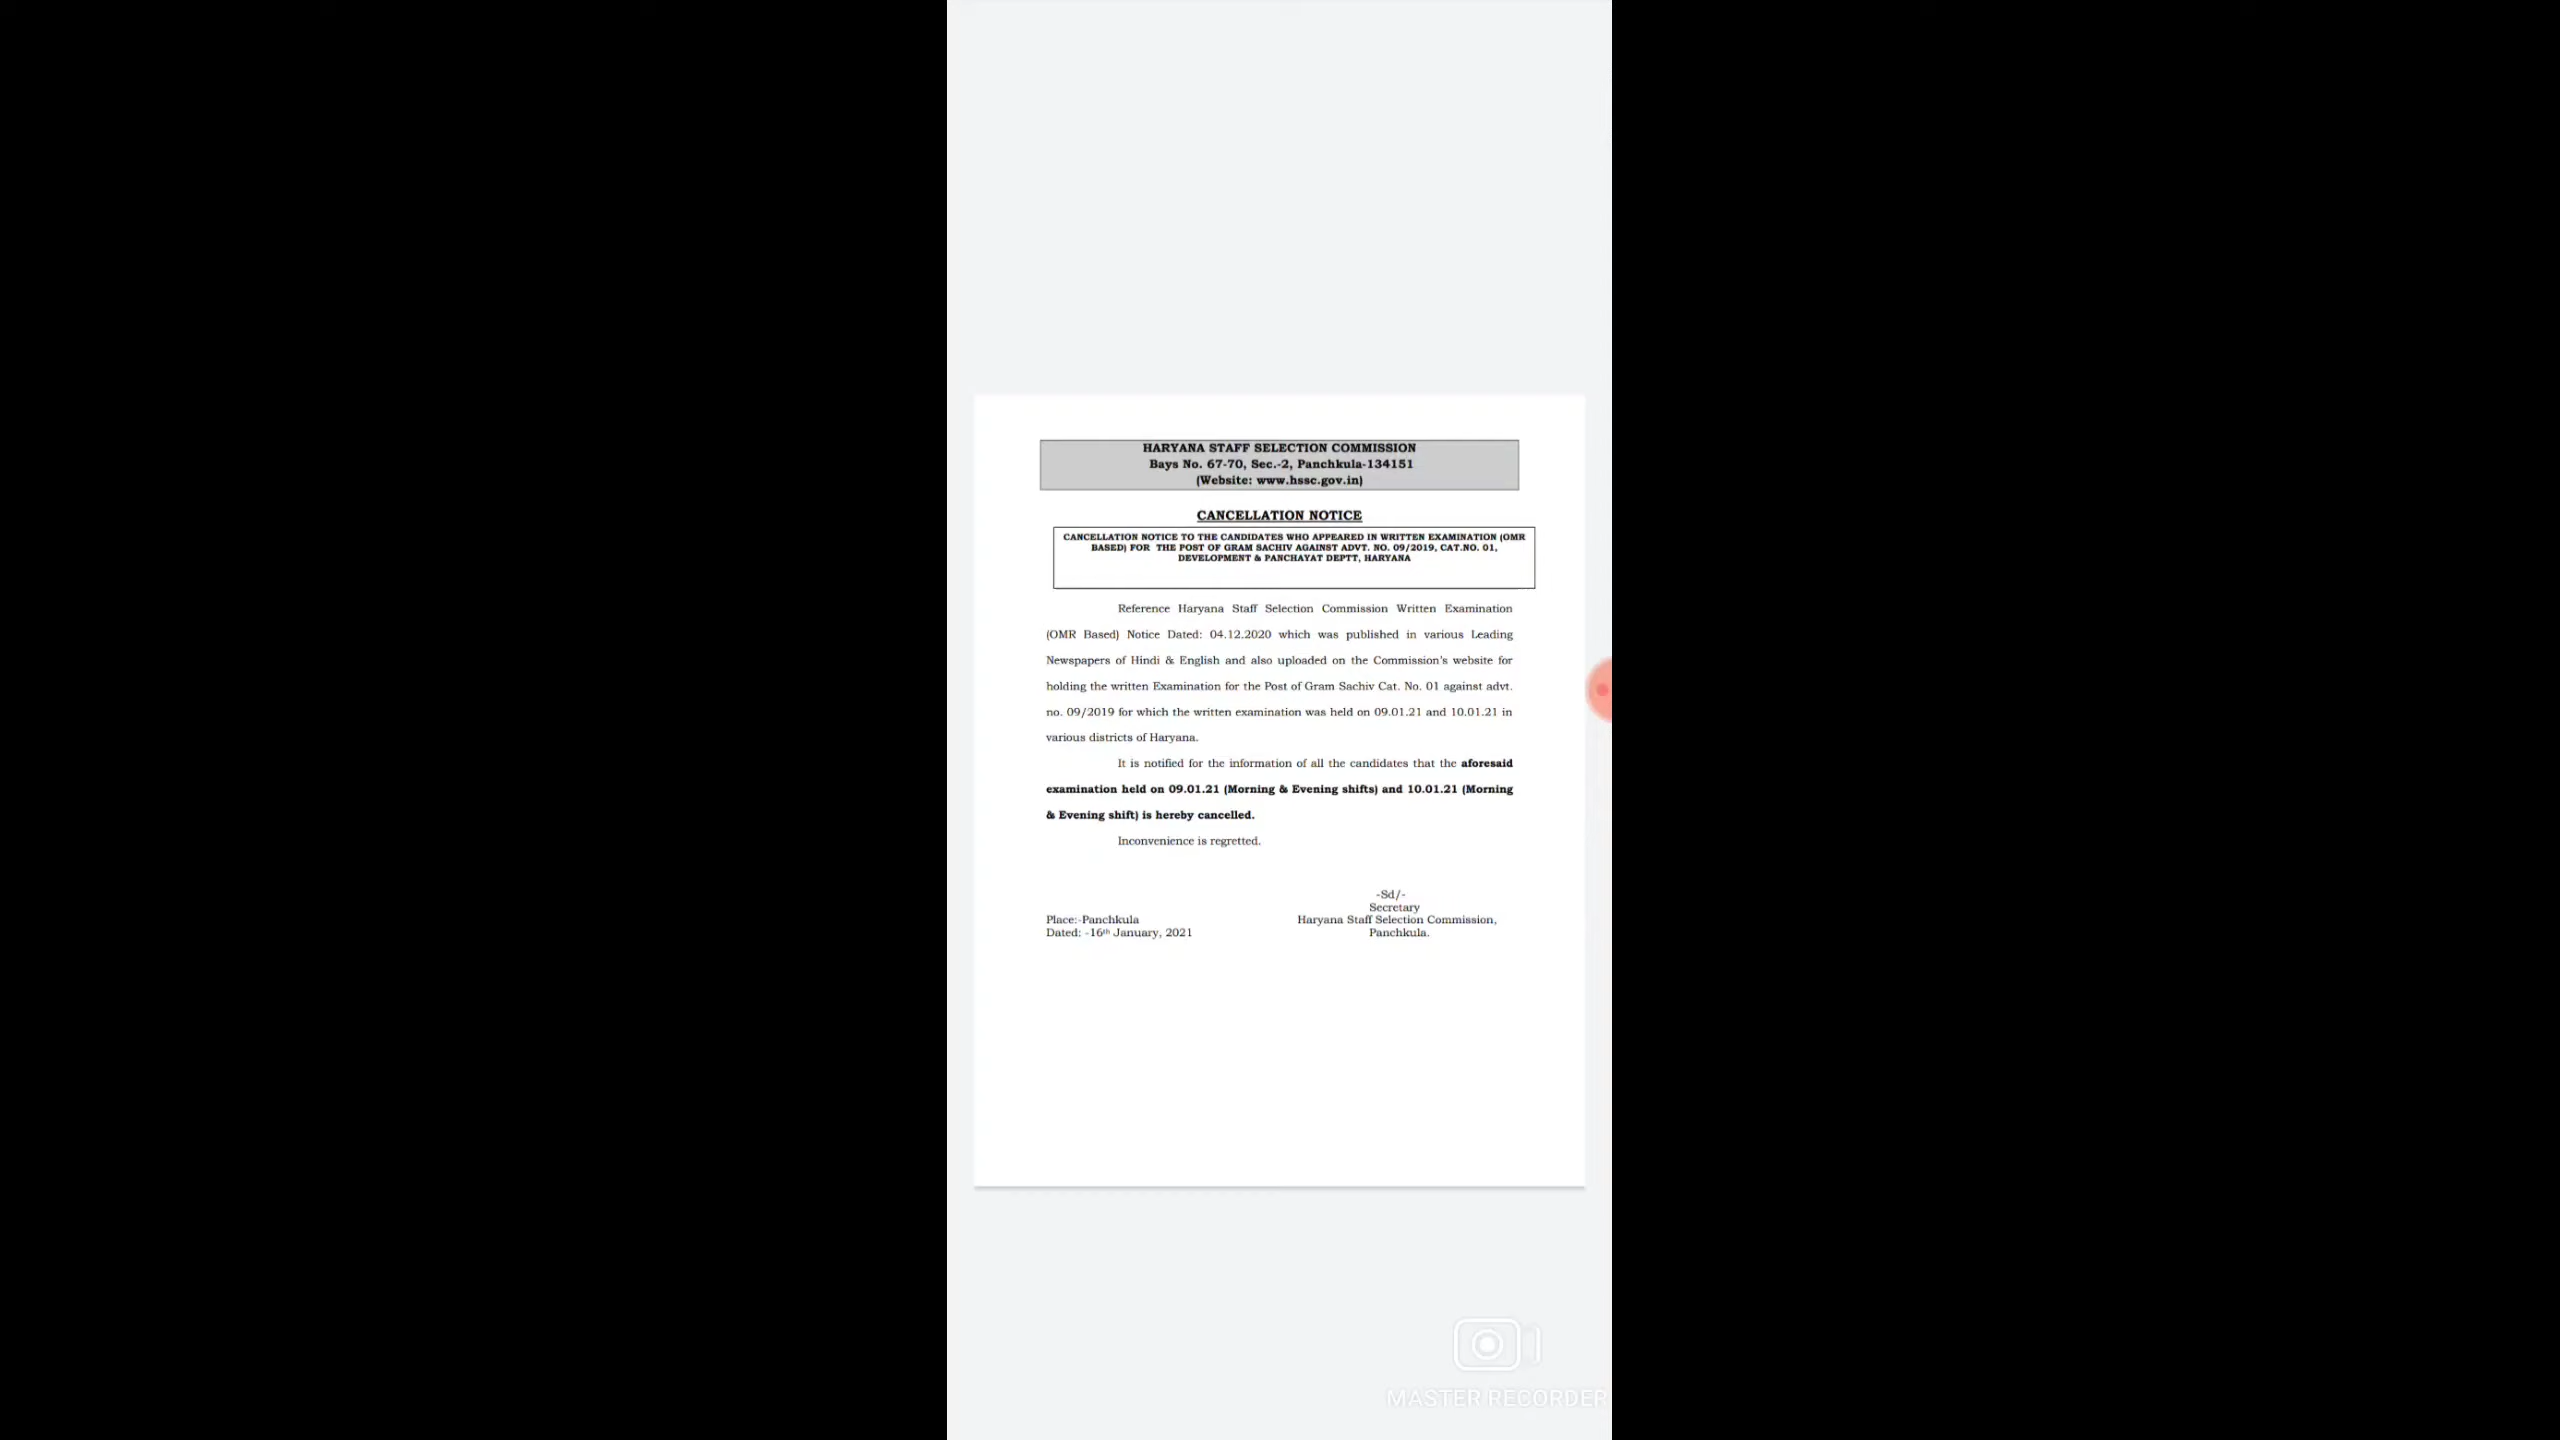 HARYANA STAFF SELECTION COMMISSION
Bays No. 67-70, Sec.-2, Panchkula-134151
(Website: www.hssc.gov.in)
CANCELLATION NOTICE
CANCELLATION NOTICE TO THE CANDIDATES WHO APPEARED IN WRITTEN EXAMINATION (OMR
BASED) FOR THE POST OF GRAM SACHIV AGAINST ADVT. NO. 09/2019, CAT.NO. 01,
DEVELOPMENT & PANCHAYAT DEPTT, HARYANA
Reference Haryana Staff Selection Commission Written Examination
(OMR Based) Notice Dated: 04.12.2020 which was published in various Leading
Newspapers of Hindi & English and also uploaded on the Commission's website for
holding the written Examination for the Post of Gram Sachiv Cat. No. 01 against advt.
no. 09/2019 for which the written examination was held on 09.01.21 and 10.01.21 in
various districts of Haryana.
It is notified for the information of all the candidates that the aforesaid
examination held on 09.01.21 (Morning & Evening shifts) and 10.01.21 (Morning
& Evening shift) is hereby cancelled.
Inconvenience is regretted.
-Sd/-
Secretary
Place:-Panchkula Haryana Staff Selection Commission,
Dated: -16th January, 2021 Panchkula.
MASTER RECORDER